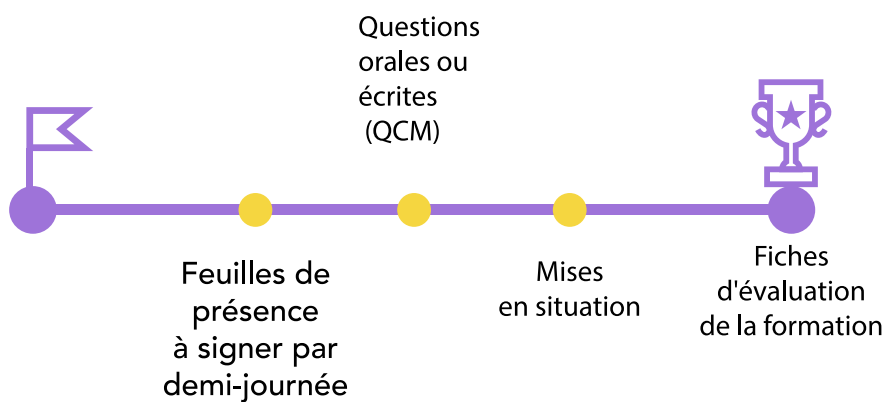 Questions
orales ou
écrites
(QCM)
Feuilles de
présence
à signer par
demi-journée
Mises
en situation
Fiches
d'évaluation
de la formation